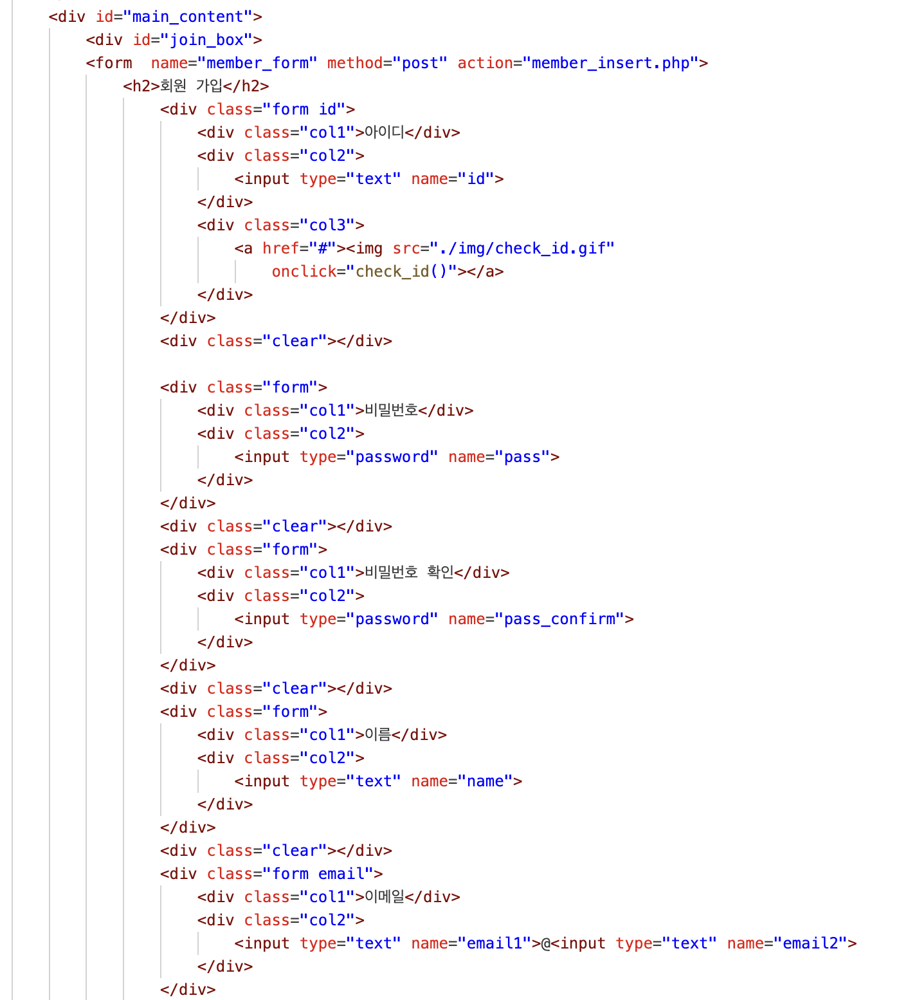 <div id="main_content">
<div id="join_box">
<form  name="member_form" method="post" action="member_insert.php">
<h2>회원 가입</h2>
<div class="form id">
<div class="col1">아이디</div>
<div class="col2">
<input type="text" name="id">
</div>
<div class="col3">
<a href="#"><img src="./img/check_id.gif"
onclick="check_id()"></a>
</div>
</div>
<div class="clear"></div>
<div class="form">
<div class="col1">비밀번호</div>
<div class="col2">
<input type="password" name="pass">
</div>
</div>
<div class="clear"></div>
<div class="form">
<div class="col1">비밀번호 확인</div>
<div class="col2">
<input type="password" name="pass_confirm">
</div>
</div>
<div class="clear"></div>
<div class="form">
<div class="col1">이름</div>
<div class="col2">
<input type="text" name="name">
</div>
</div>
<div class="clear"></div>
<div class="form email">
<div class="col1">이메일</div>
<div class="col2">
<input type="text" name="email1">@<input type="text" name="email2">
</div>
</div>